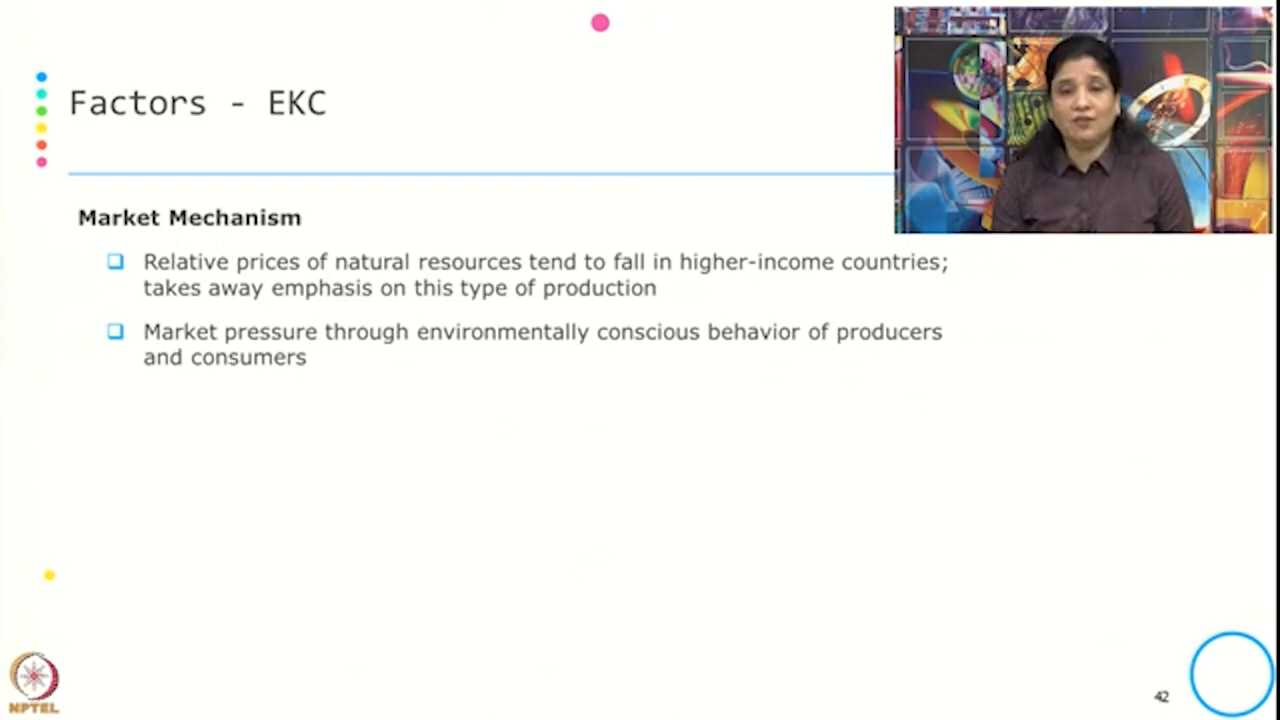 Factors - EKC
Market Mechanism
Relative prices of natural resources tend to fall in higher-income countries;
takes away emphasis on this type of production
Market pressure through environmentally conscious behavior of producers
and consumers
NPTEL
42